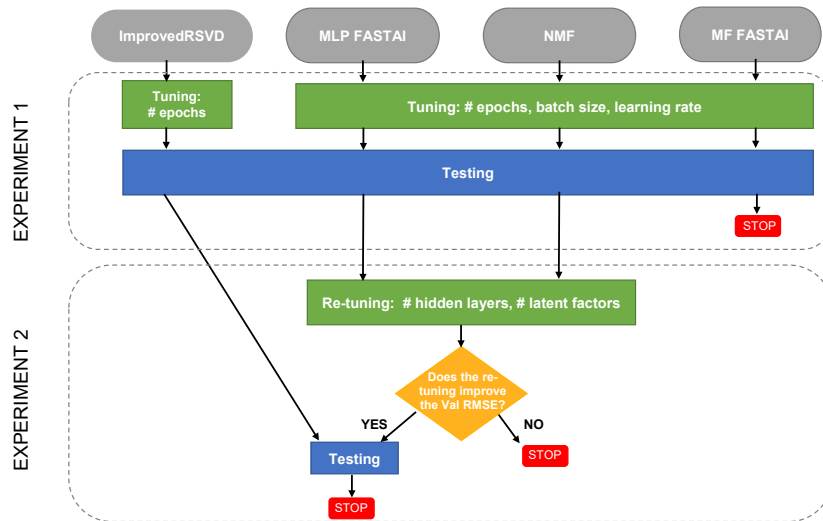 ImprovedRSVD
MLP FASTAI
NMF
MF FASTAI
EXPERIMENT 1
Tuning:
# epochs
Tuning: # epochs, batch size, learning rate
Testing
STOP
EXPERIMENT 2
Re-tuning: # hidden layers, # latent factors
Does the re-
tuning improve
the Val RMSE?
YES
NO
Testing
STOP
STOP